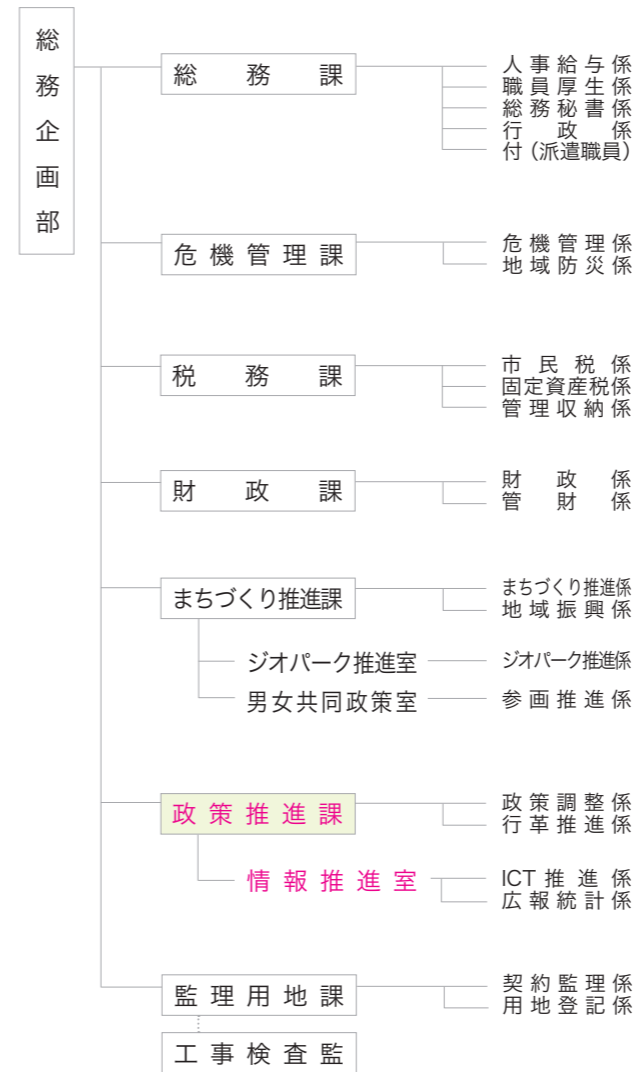 総務企画部
総務課
人事給与係
職員厚生係
総務秘書係
行政係
付（派遣職員）
危機管理課
危機管理係
地域防災係
税務課
市民税係
固定資産税係
管理収納係
財政課
財政係
管財係
まちづくり推進課
まちづくり推進係
地域振興係
ジオパーク推進室
ジオパーク推進係
男女共同政策室
参画推進係
政策推進課
政策調整係
行革推進係
情報推進室
ICT推進係
広報統計係
監理用地課
契約監理係
用地登記係
工事検査監